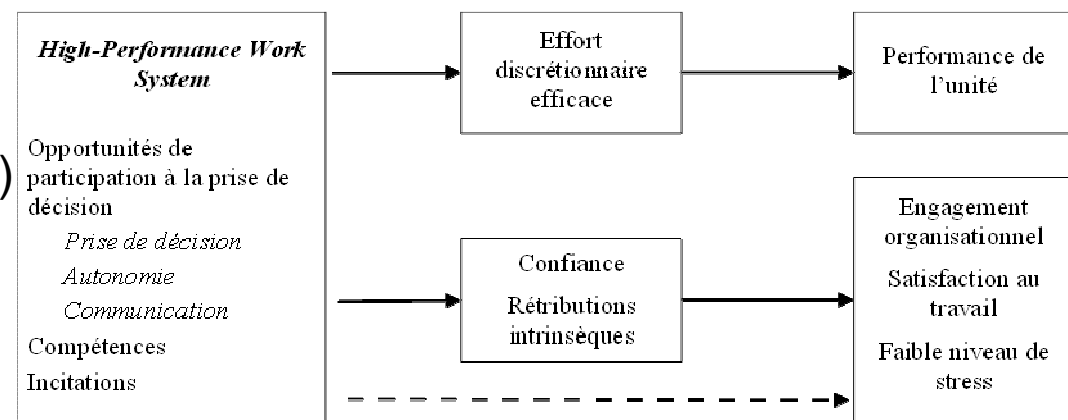 High-Performance Work
System
Opportunités de
) participation à la prise de
décision
Prise de décision
Autonomie
Communication
Compétences
Incitations
Effort
discrétionnaire
efficace
Performance de
l'unité
Confiance
Rétributions
intrinsèques
Engagement
organisationnel
Satisfaction au
travail
Faible niveau de
stress